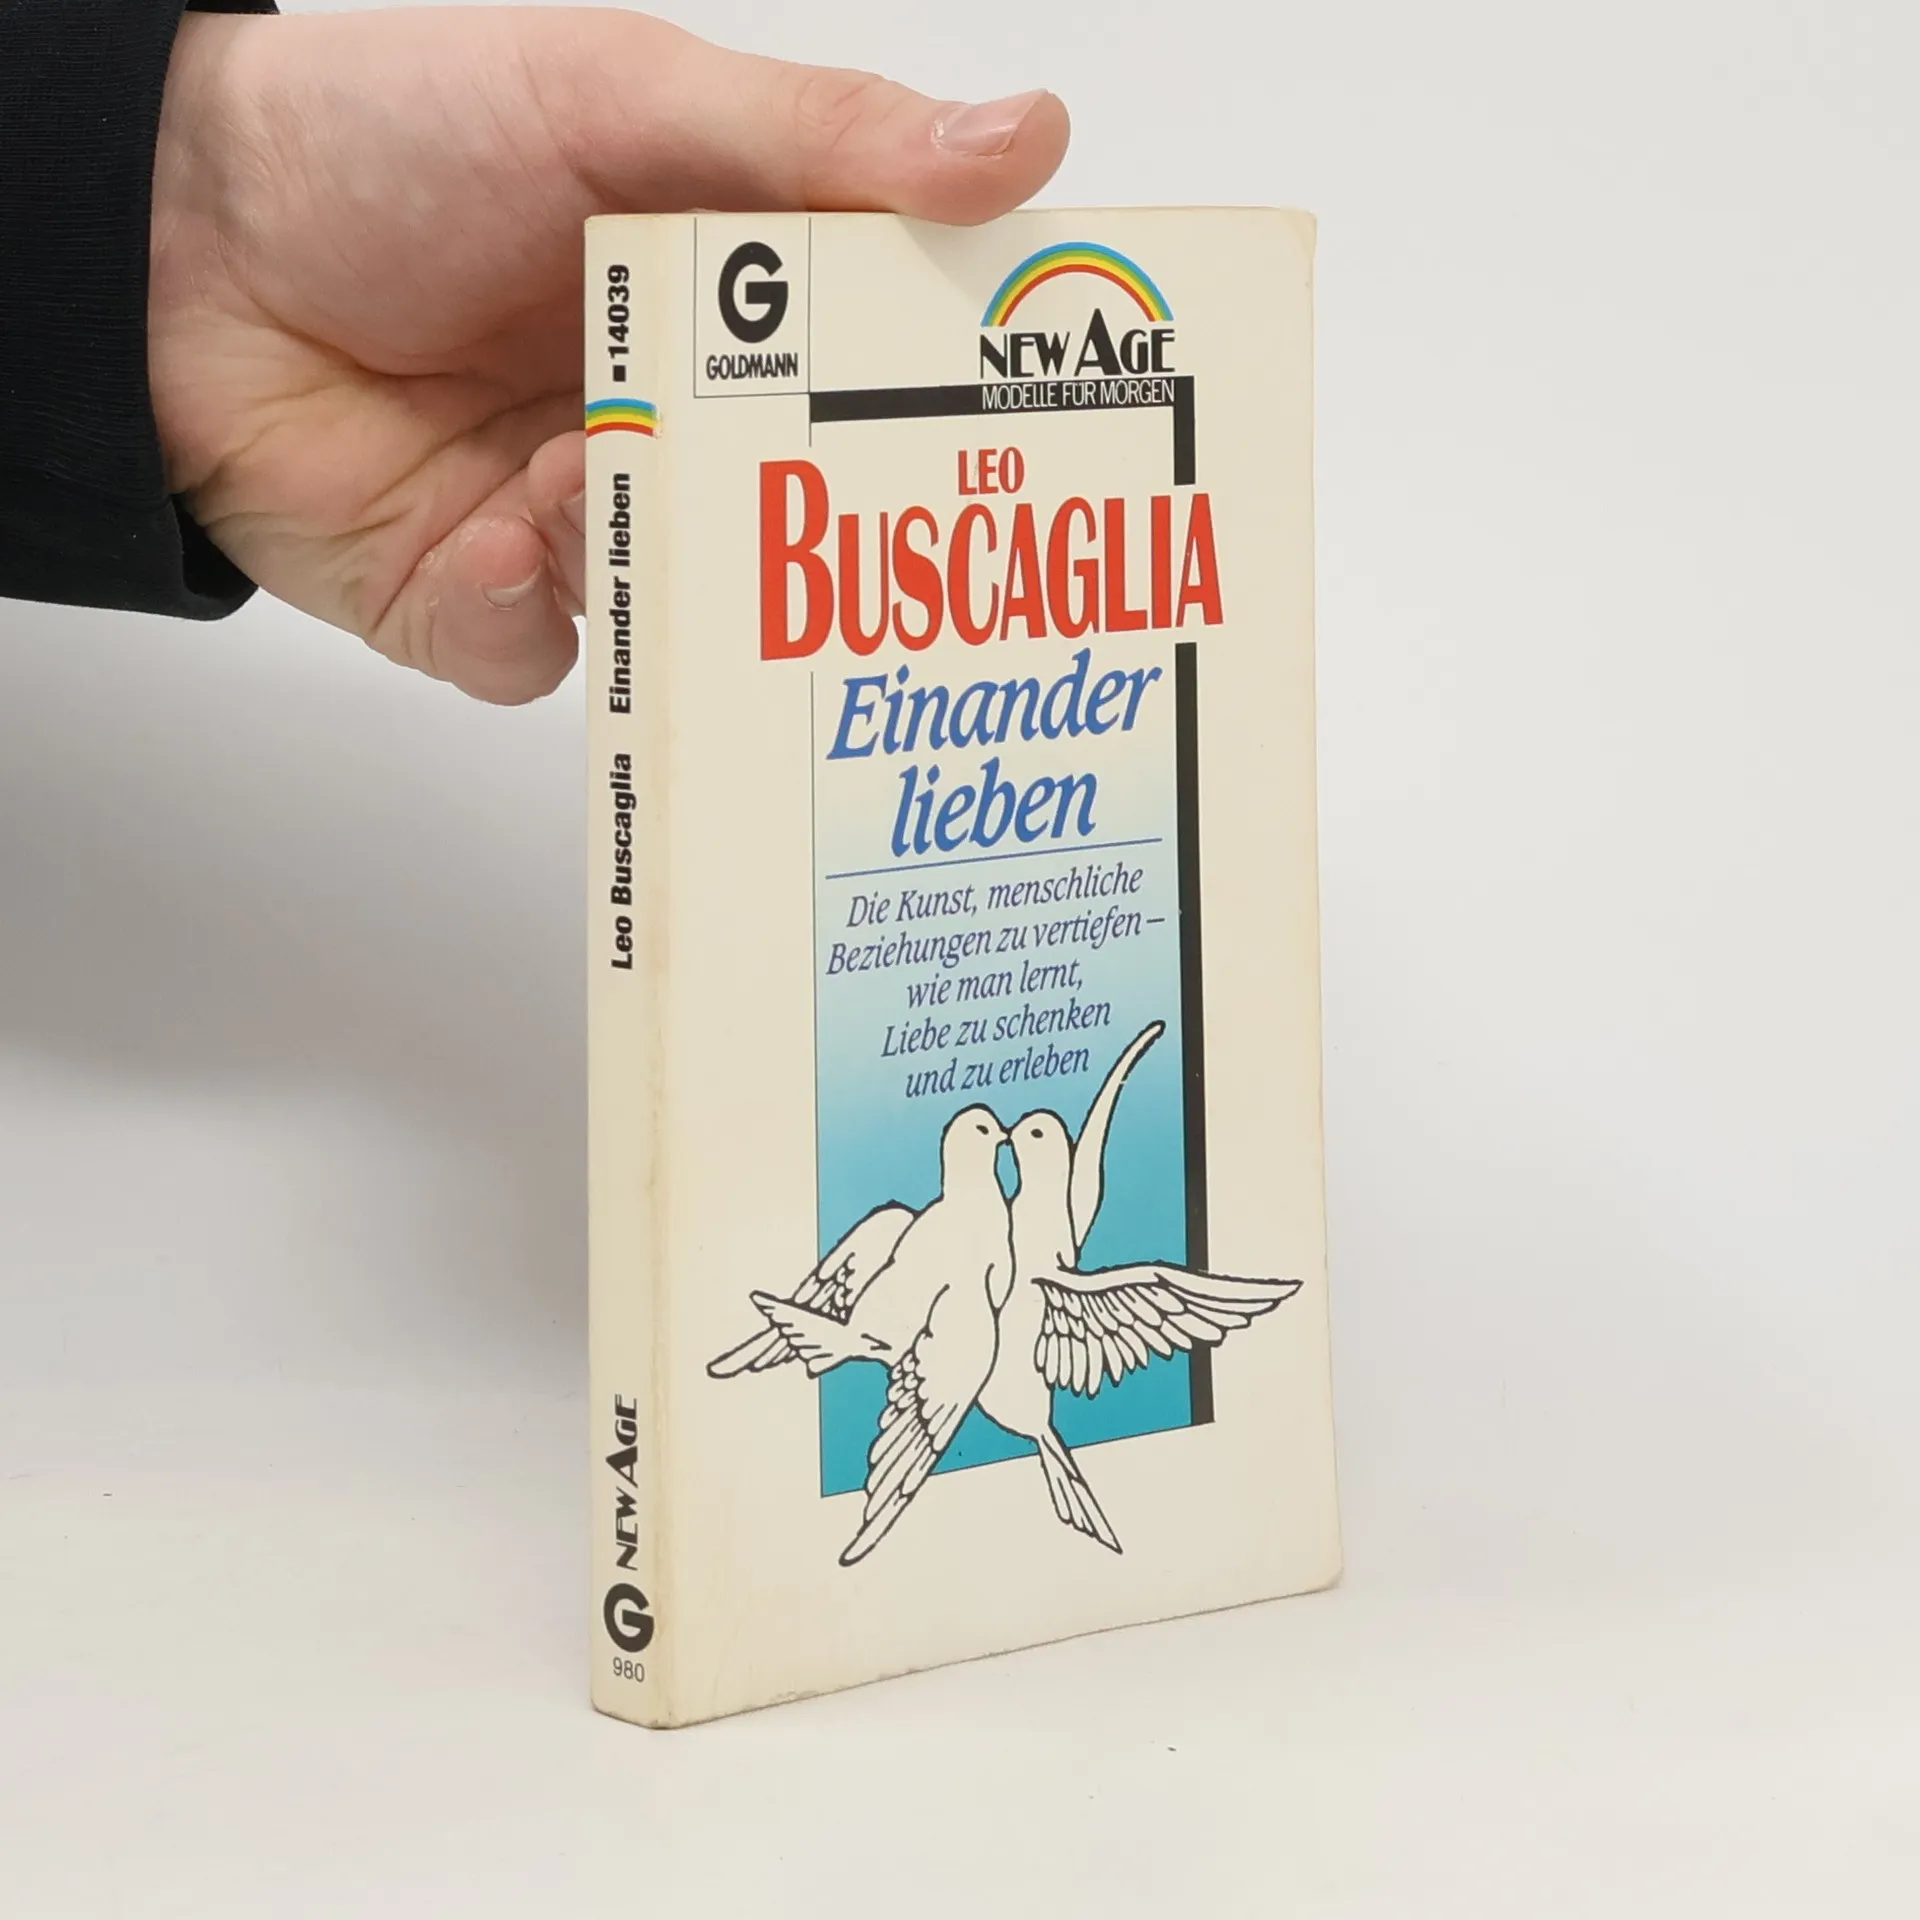 G
GOLDMANN
NEW AGE
MODELLE FÜR MORGEN
LEO
BUSCAGLIA
Einander
lieben
Die Kunst, menschliche
Beziehungen zu vertiefen –
wie man lernt,
Liebe zu schenken
und zu erleben
Leo Buscaglia Einander lieben ■ 14039
G NEW AGE
980